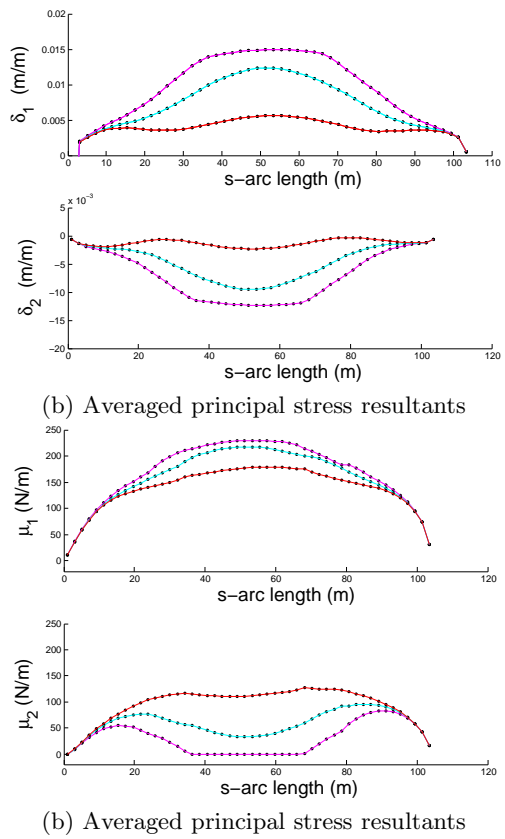 0.02
0.015
0.01
0.005
0
δ1 (m/m)
0 10 20 30 40 50 60 70 80 90 100 110
s−arc length (m)
x 10−3
5
0
−5
−10
−15
−20
δ2 (m/m)
0 20 40 60 80 100 120
s−arc length (m)
(b) Averaged principal stress resultants
250
200
150
100
50
0
μ1 (N/m)
0 20 40 60 80 100 120
s−arc length (m)
250
200
150
100
50
0
μ2 (N/m)
0 20 40 60 80 100 120
s−arc length (m)
(b) Averaged principal stress resultants